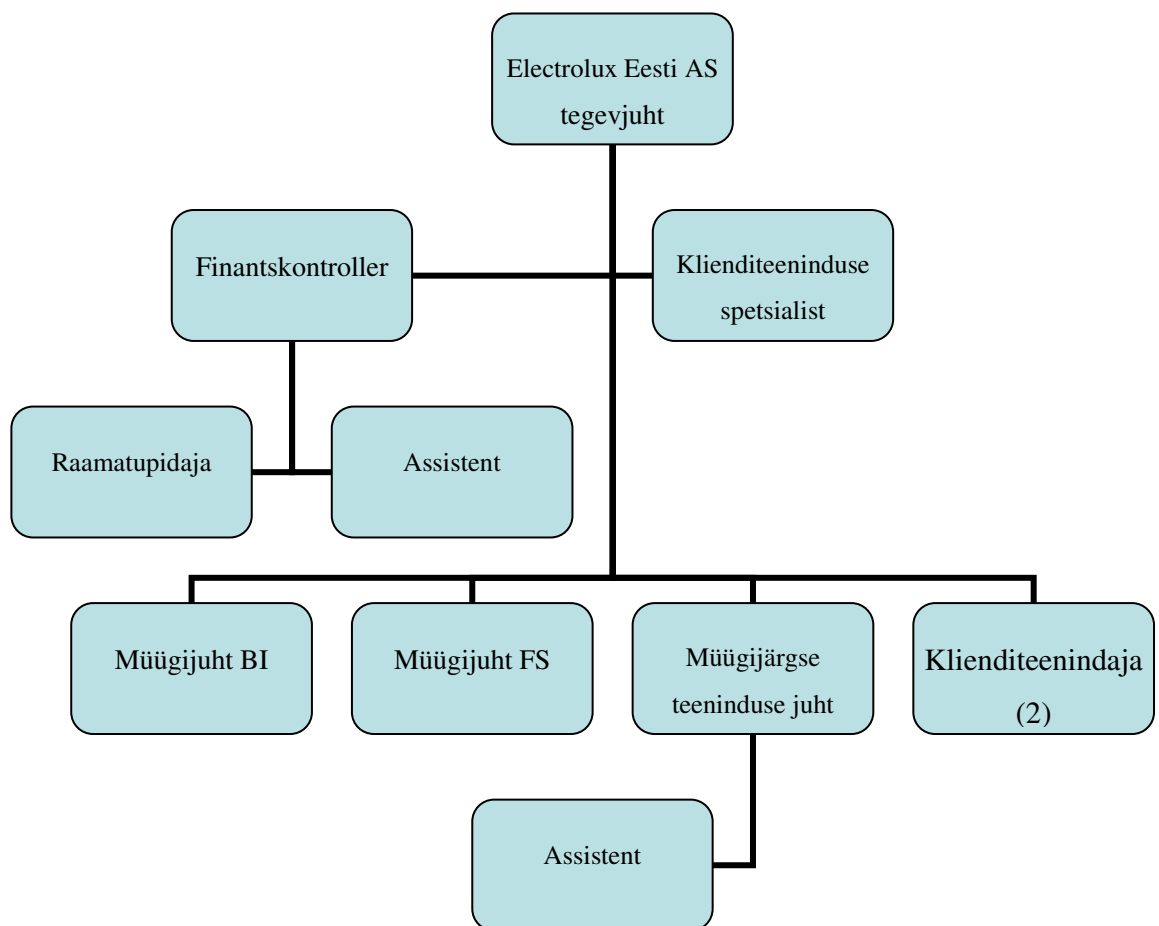 Electrolux Eesti AS
tegevjuht
Finantskontroller
Klienditeeninduse
spetsialist
Raamatupidaja
Assistent
Müügijuht BI
Müügijuht FS
Müügijärgse
teeninduse juht
Klienditeenindaja
(2)
Assistent